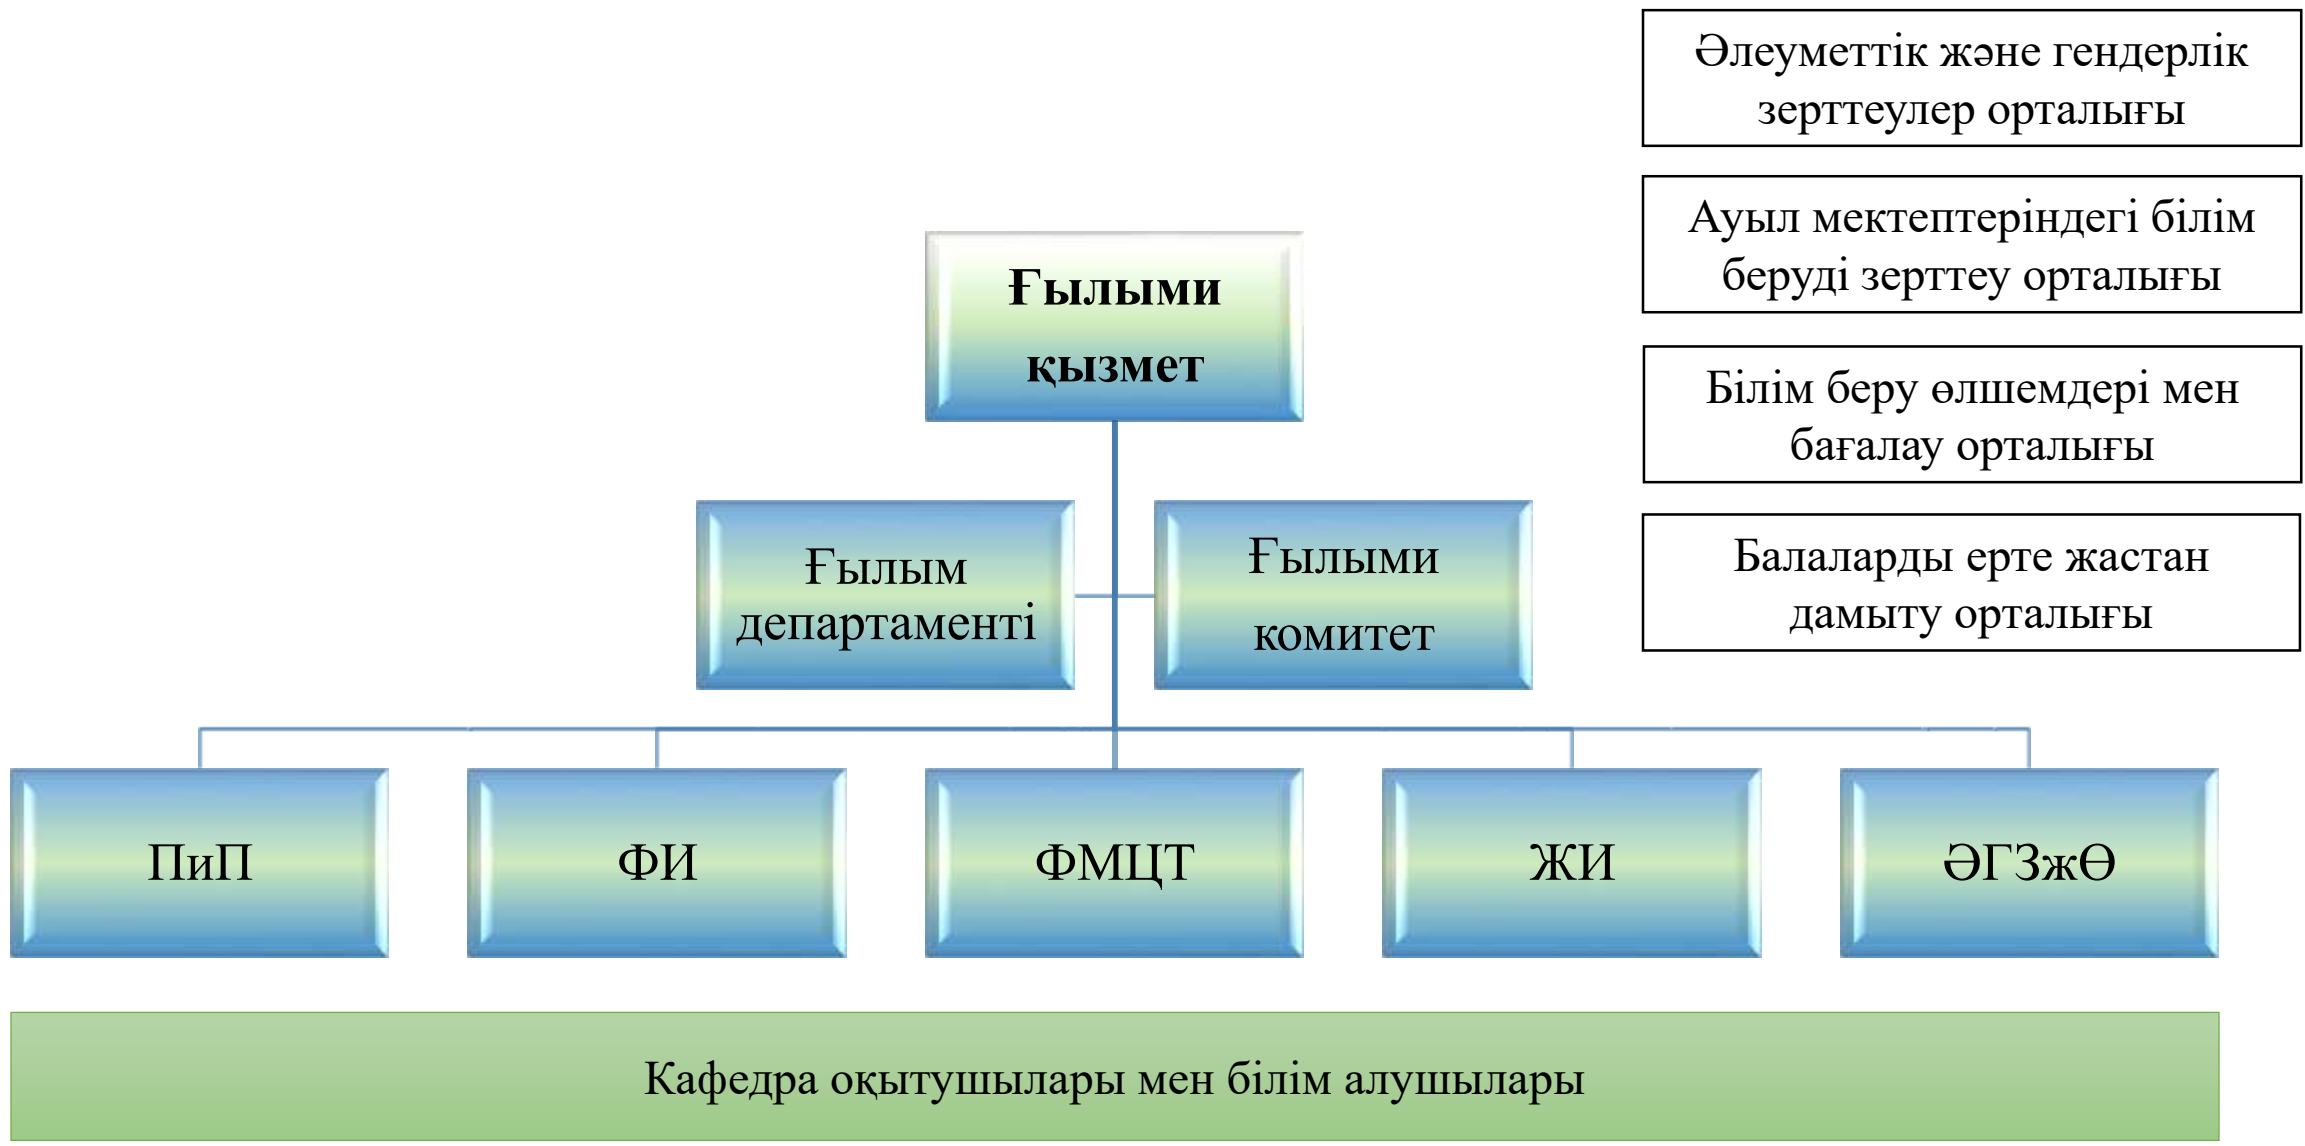 Әлеуметтік және гендерлік
зерттеулер орталығы
Ауыл мектептеріндегі білім
беруді зерттеу орталығы
Білім беру өлшемдері мен
бағалау орталығы
Балаларды ерте жастан
дамыту орталығы
Ғылыми
қызмет
Ғылым
департаменті
Ғылыми
комитет
ПиП
ФИ
ФМЦТ
ЖИ
ӘГЗжӨ
Кафедра оқытушылары мен білім алушылары